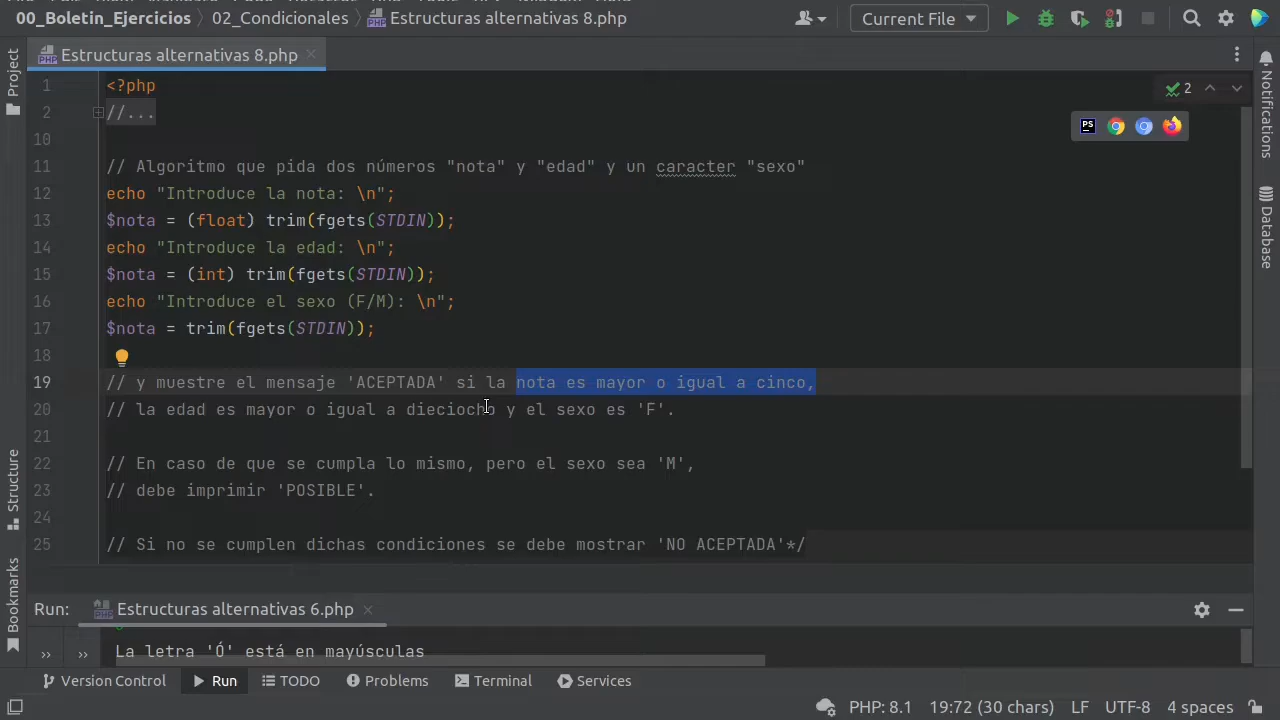 00_Boletin_Ejercicios 02_Condicionales Estructuras alternativas 8.php Current File
Project
Estructuras alternativas 8.php
1 <?php
2 //...
10
11 // Algoritmo que pida dos números "nota" y "edad" y un caracter "sexo"
12 echo "Introduce la nota: \n";
13 $nota = (float) trim(fgets(STDIN));
14 echo "Introduce la edad: \n";
15 $nota = (int) trim(fgets(STDIN));
16 echo "Introduce el sexo (F/M): \n";
17 $nota = trim(fgets(STDIN));
18
19 // y muestre el mensaje 'ACEPTADA' si la nota es mayor o igual a cinco,
20 // la edad es mayor o igual a dieciocho y el sexo es 'F'.
21
22 // En caso de que se cumpla lo mismo, pero el sexo sea 'M',
23 // debe imprimir 'POSIBLE'.
24
25 // Si no se cumplen dichas condiciones se debe mostrar 'NO ACEPTADA'*/
2
PS
Notifications
Database
Structure
Bookmarks
Run: Estructuras alternativas 6.php
La letra 'Ó' está en mayúsculas
Version Control Run TODO Problems Terminal Services
PHP: 8.1 19:72 (30 chars) LF UTF-8 4 spaces